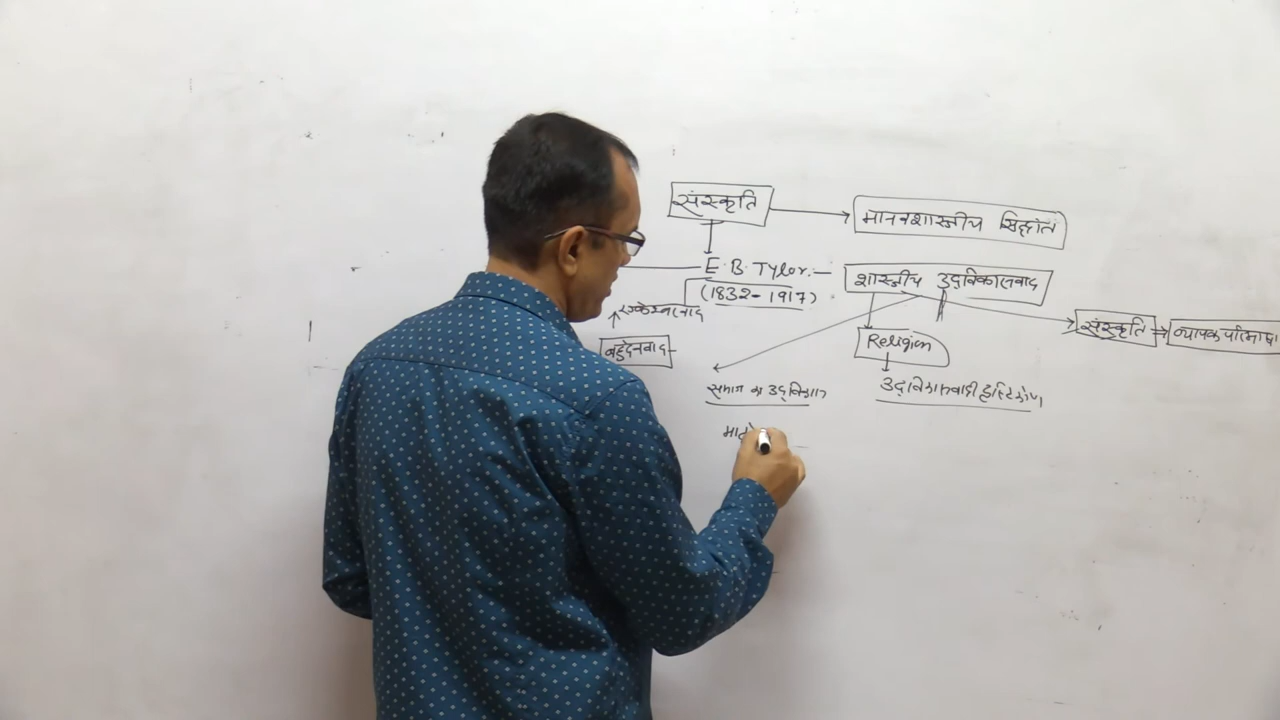 संस्कृति
मानवशास्त्रीय सिद्धांत
E. B. Tylor.
शास्त्रीय उद्विकासवाद
(1832-1917)
एकेश्वरवाद
संस्कृति
व्यापक परिभाषा
Religion
बहुदेववाद
समाज का उद्विकास
उद्विकासवादी दृष्टिकोण